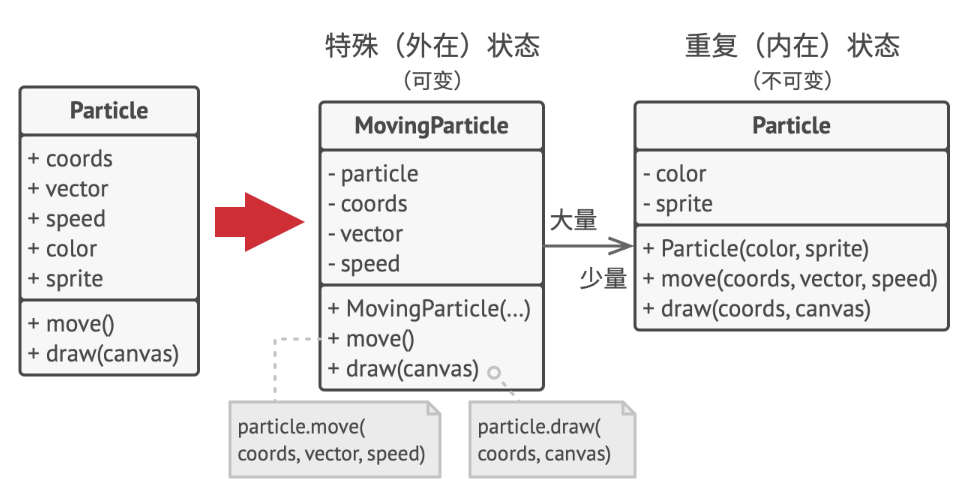 特殊（外在）状态
（可变）
重复（内在）状态
（不可变）
Particle
+ coords
+ vector
+ speed
+ color
+ sprite
+ move()
+ draw(canvas)
MovingParticle
- particle
- coords
- vector
- speed
+ MovingParticle(...)
+ move()
+ draw(canvas)
大量
少量
Particle
- color
- sprite
+ Particle(color, sprite)
+ move(coords, vector, speed)
+ draw(coords, canvas)
particle.move(
coords, vector, speed)
particle.draw(
coords, canvas)